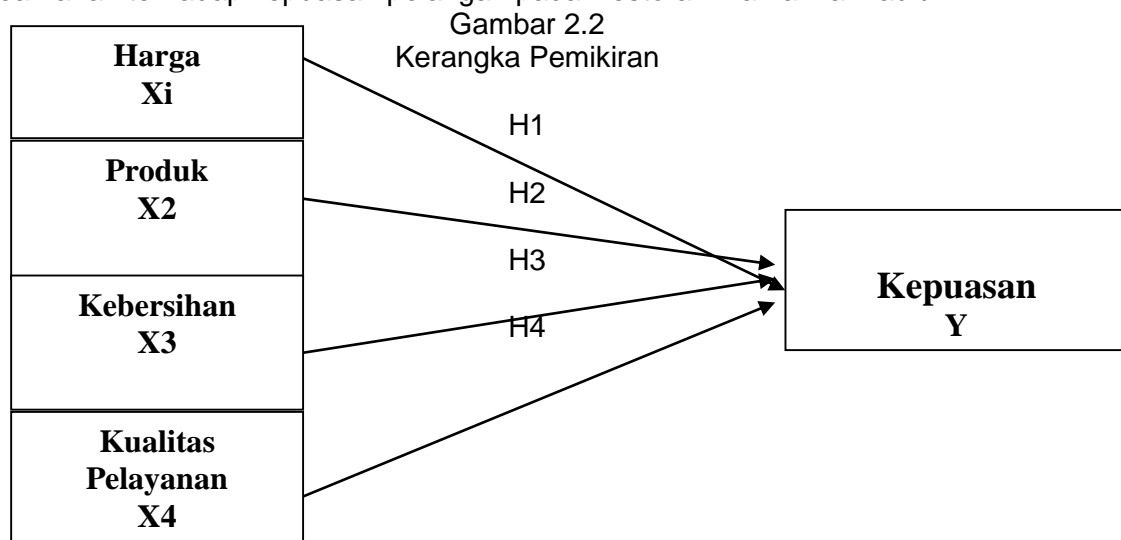 Gambar 2.2
Kerangka Pemikiran
Harga
Xi
Produk
X2
Kebersihan
X3
Kualitas
Pelayanan
X4
H1
H2
H3
H4
Kepuasan
Y